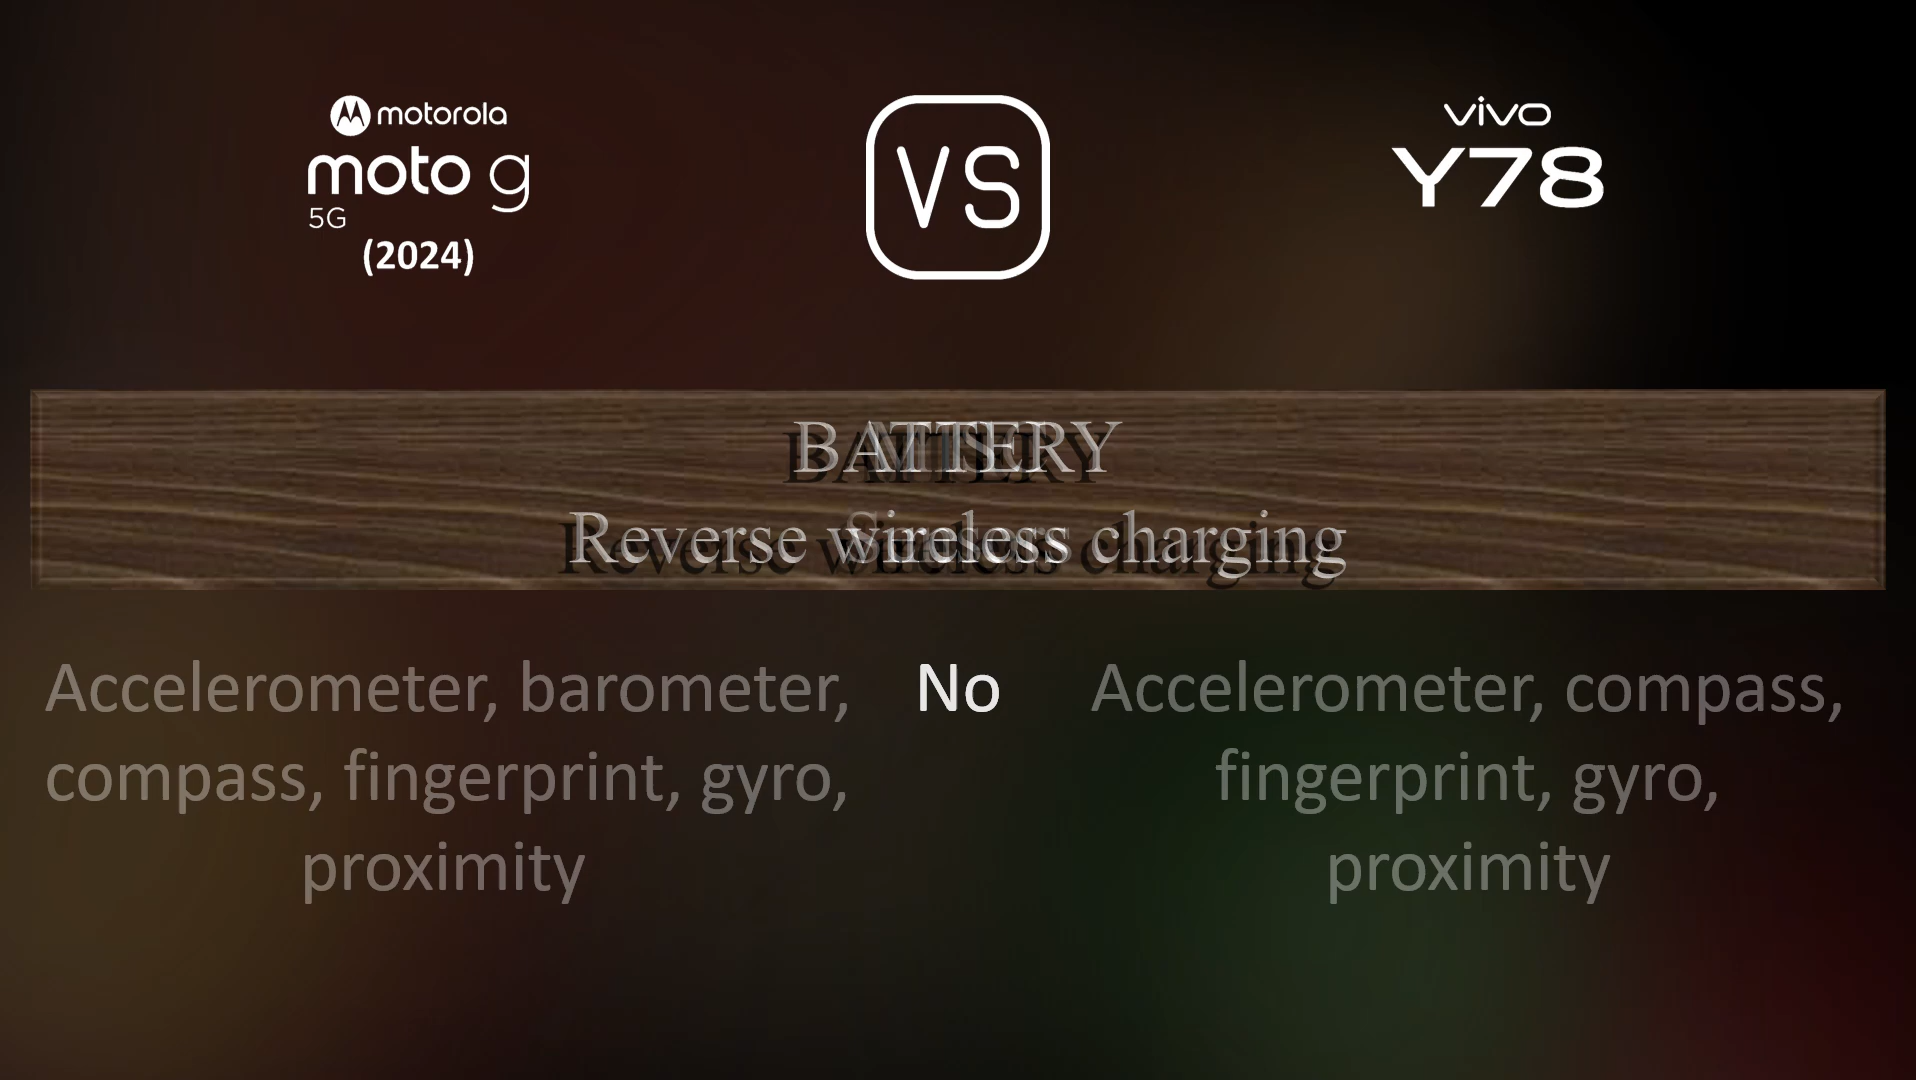 motorola
moto g
5G
(2024)
VS
vivo
Y78
BATTERY
Reverse wireless charging
Sensors
Accelerometer, barometer,
compass, fingerprint, gyro,
proximity
No
Accelerometer, compass,
fingerprint, gyro,
proximity